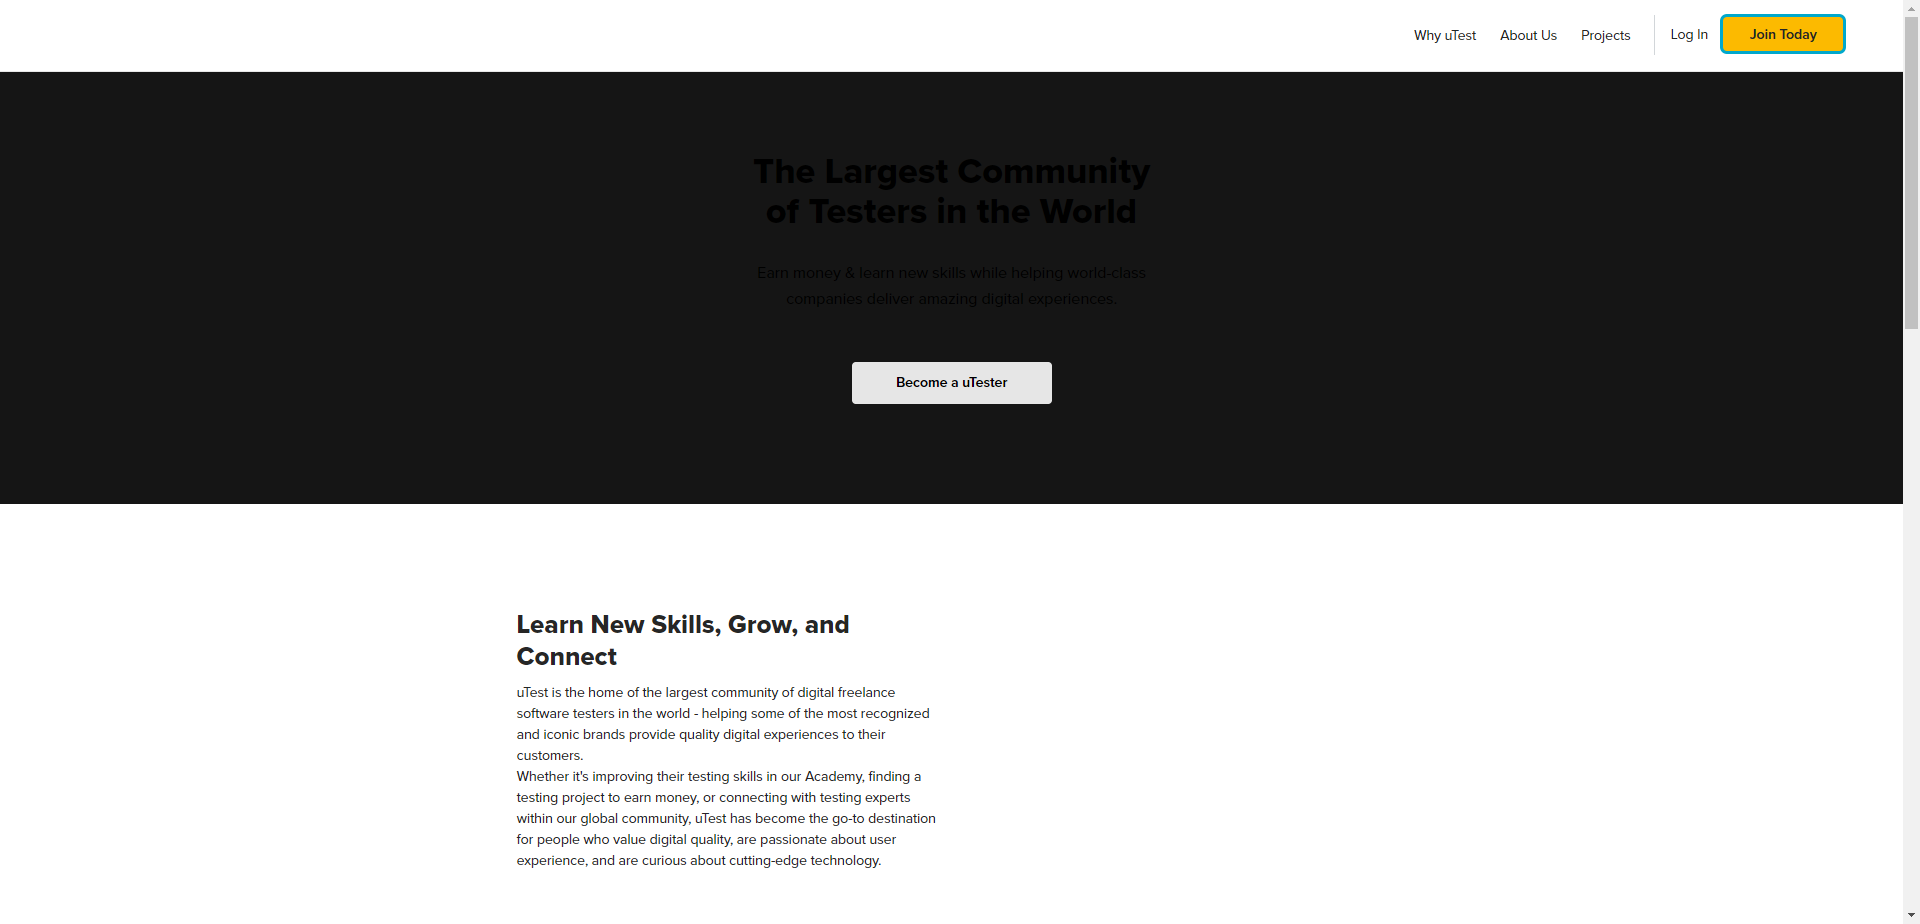 Why uTest About Us Projects Log In Join Today
The Largest Community
of Testers in the World
Earn money & learn new skills while helping world-class
companies deliver amazing digital experiences.
Become a uTester
Learn New Skills, Grow, and
Connect
uTest is the home of the largest community of digital freelance
software testers in the world - helping some of the most recognized
and iconic brands provide quality digital experiences to their
customers.
Whether it's improving their testing skills in our Academy, finding a
testing project to earn money, or connecting with testing experts
within our global community, uTest has become the go-to destination
for people who value digital quality, are passionate about user
experience, and are curious about cutting-edge technology.